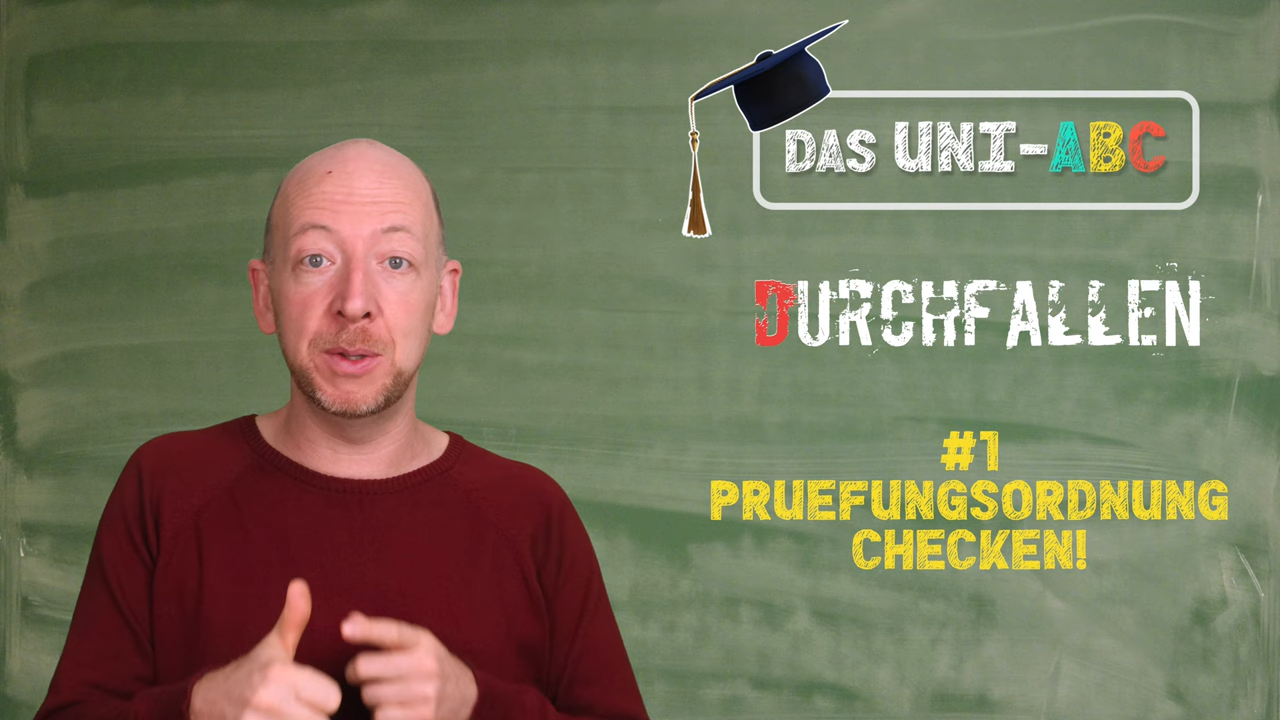 DAS UNI-ABC
DURCHFALLEN
#1
PRUEFUNGSORDNUNG
CHECKEN!